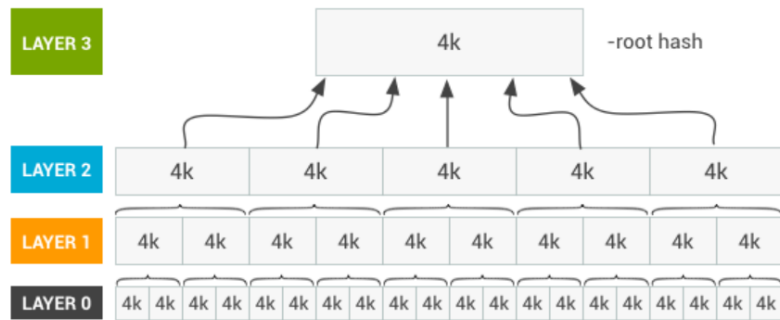 LAYER 3 4k -root hash
LAYER 2 4k 4k 4k 4k 4k
LAYER 1 4k 4k 4k 4k 4k 4k 4k 4k 4k 4k
LAYER 0 4k 4k 4k 4k 4k 4k 4k 4k 4k 4k 4k 4k 4k 4k 4k 4k 4k 4k 4k 4k